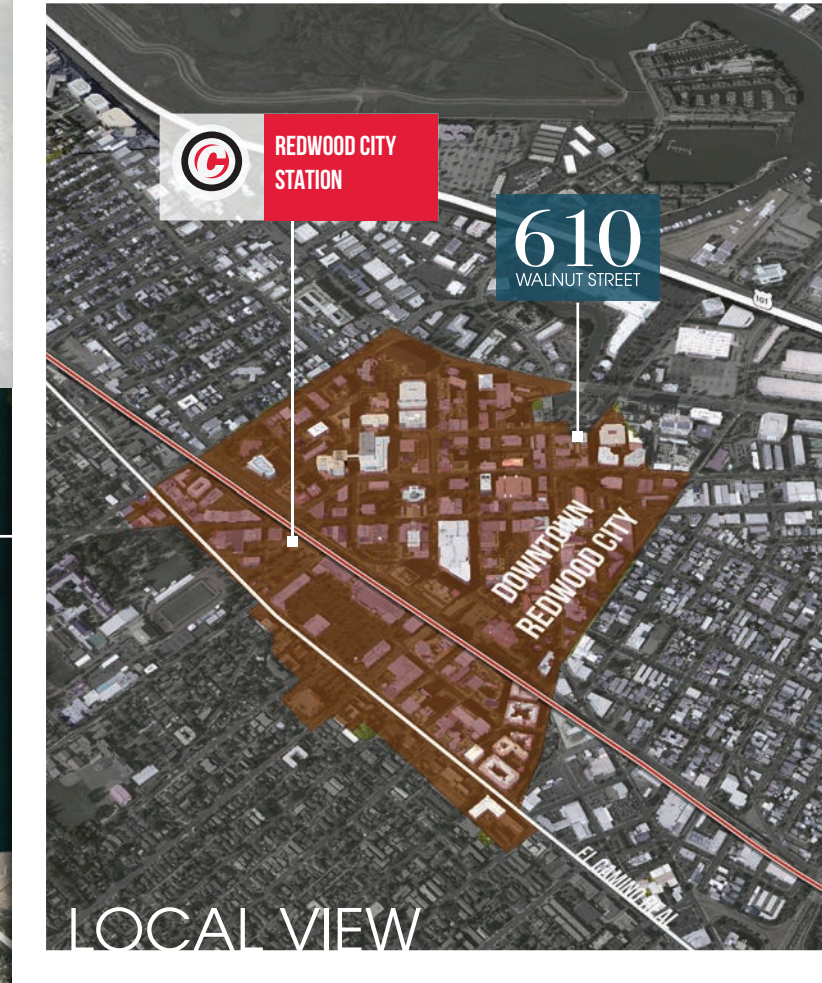 REDWOOD CITY
STATION
610
WALNUT STREET
101
DOWNTOWN
REDWOOD CITY
EL CAMINO REAL
LOCAL VIEW